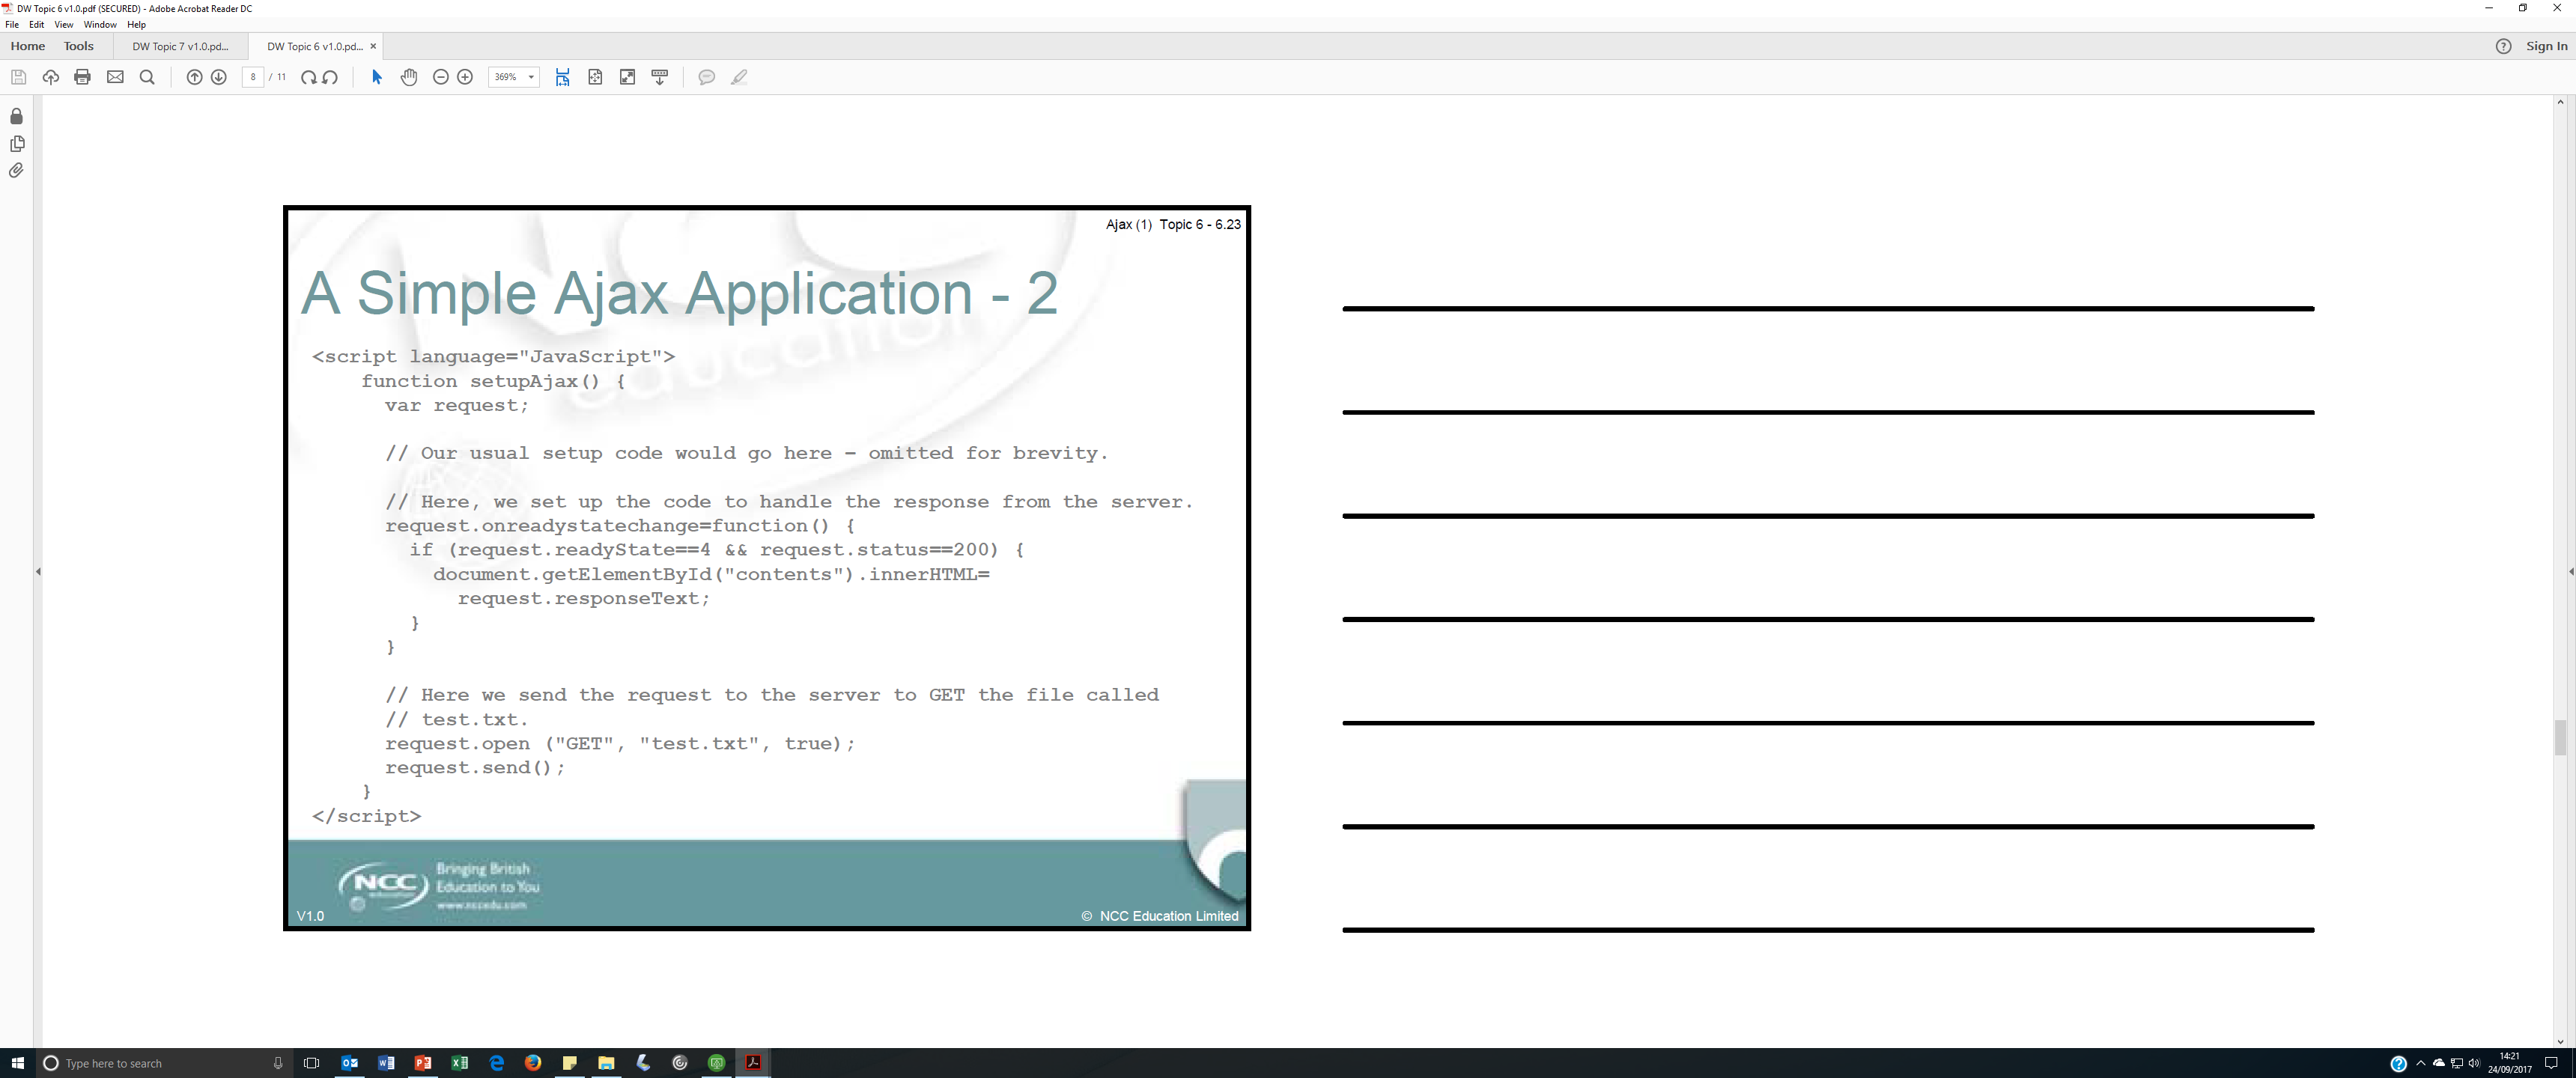 DW Topic 6 v1.0.pdf (SECURED) - Adobe Acrobat Reader DC
File Edit View Window Help
Home Tools DW Topic 7 v1.0.pd... DW Topic 6 v1.0.pd... × Sign In
8 / 11 369%
Ajax (1) Topic 6 - 6.23
A Simple Ajax Application - 2
<script language="JavaScript">
function setupAjax() {
var request;
// Our usual setup code would go here – omitted for brevity.
// Here, we set up the code to handle the response from the server.
request.onreadystatechange=function() {
if (request.readyState==4 && request.status==200) {
document.getElementById("contents").innerHTML=
request.responseText;
}
}
// Here we send the request to the server to GET the file called
// test.txt.
request.open ("GET", "test.txt", true);
request.send();
}
</script>
NCC education
Bringing British
Education to You
www.nccedu.com
V1.0 © NCC Education Limited
Type here to search
14:21
24/09/2017